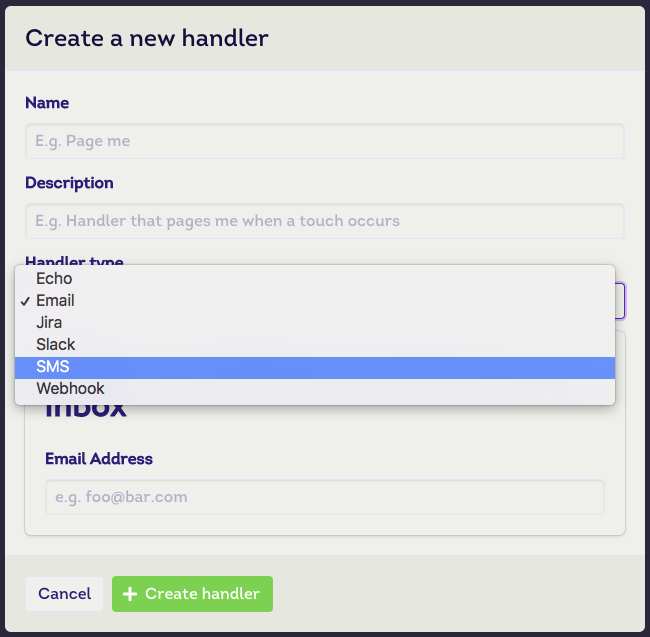 Create a new handler
Name
E.g. Page me
Description
E.g. Handler that pages me when a touch occurs
Handler type
Echo
✓ Email
Jira
Slack
SMS
Webhook
inbox
Email Address
e.g. foo@bar.com
Cancel
+ Create handler